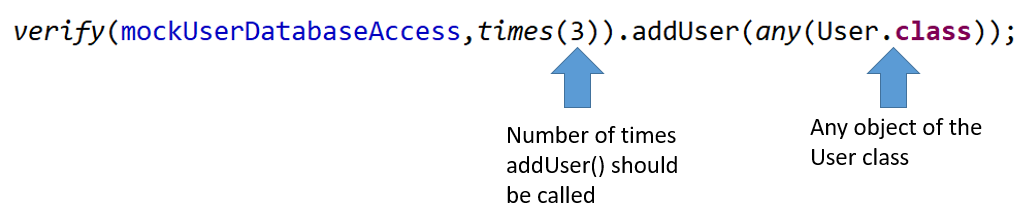 verify(mockUserDatabaseAccess,times(3)).addUser(any(User.class));
Number of times
addUser() should
be called
Any object of the
User class